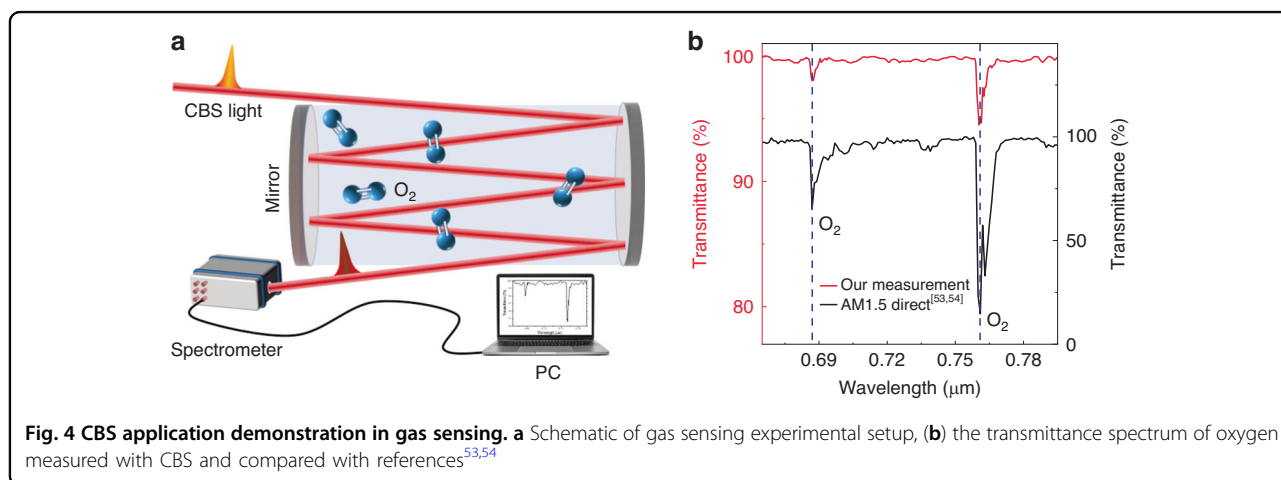 a
CBS light
Mirror
O2
Spectrometer
PC
b
100
90
80
Transmittance (%)
100
50
0
Transmittance (%)
O2
O2
Our measurement
AM1.5 direct[53,54]
0.69 0.72 0.75 0.78
Wavelength (μm)
Fig. 4 CBS application demonstration in gas sensing. a Schematic of gas sensing experimental setup, (b) the transmittance spectrum of oxygen
measured with CBS and compared with references53,54